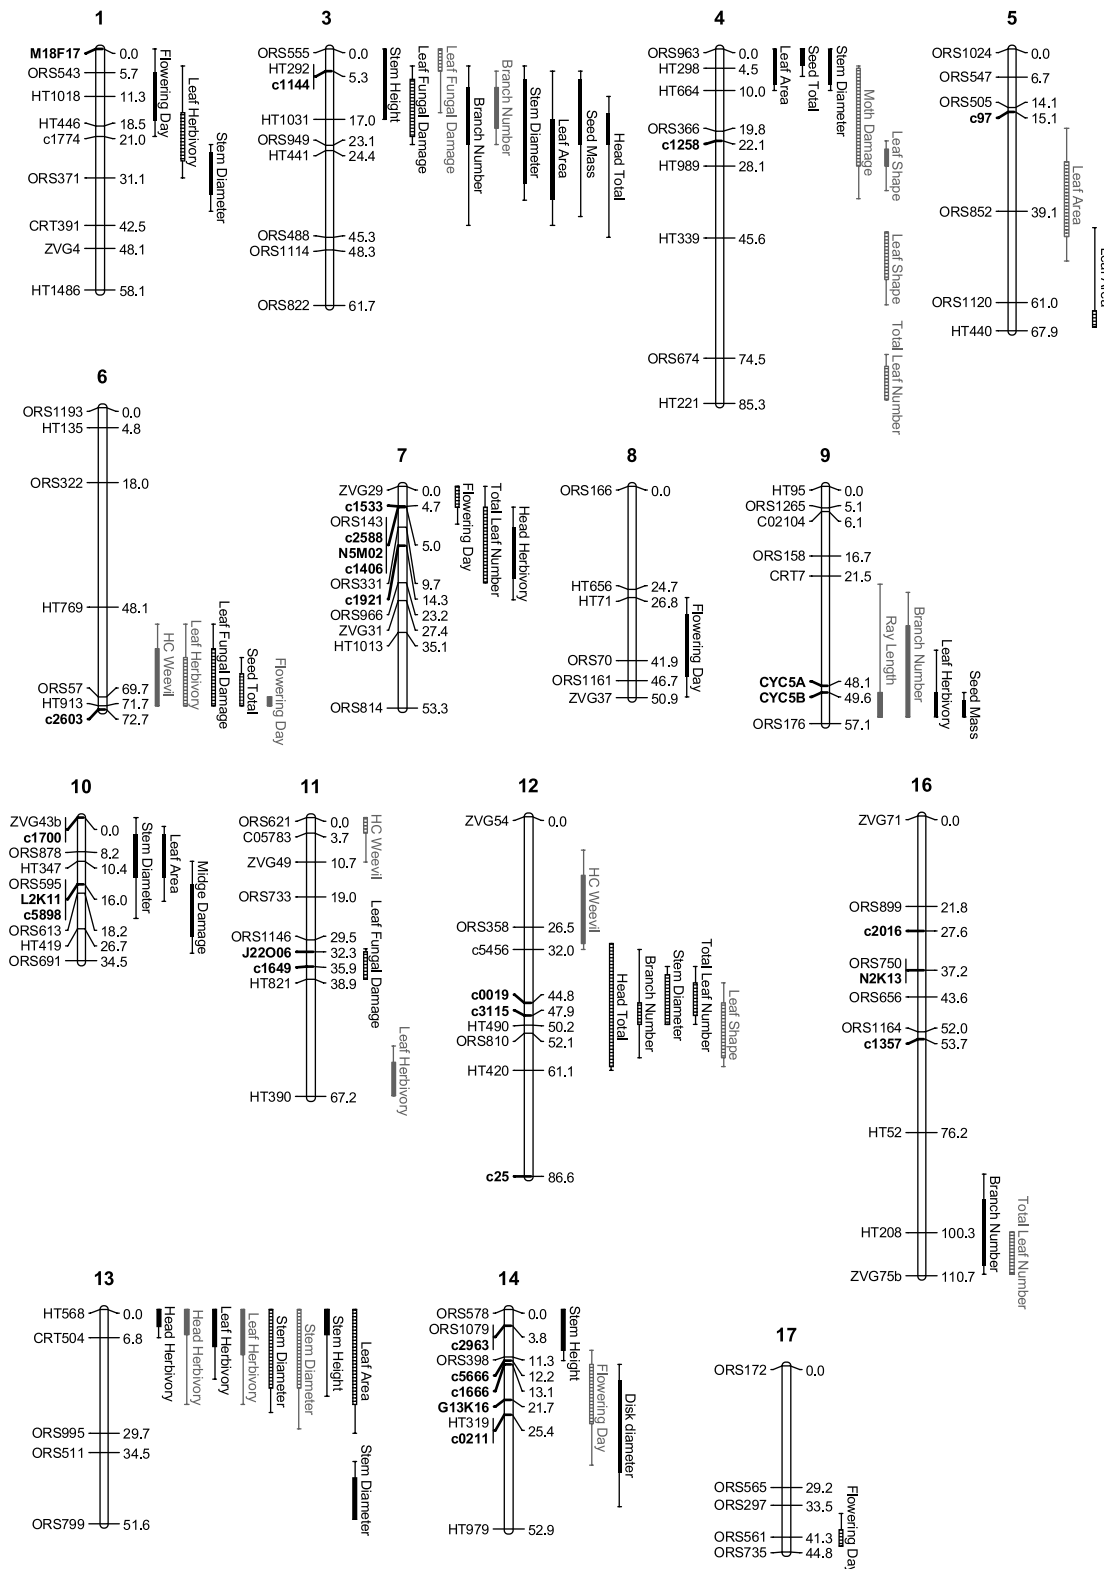 1
M18F17 0.0
ORS543 5.7
HT1018 11.3
HT446 18.5
c1774 21.0
ORS371 31.1
CRT391 42.5
ZVG4 48.1
HT1486 58.1
Flowering Day
Leaf Herbivory
Stem Diameter
3
ORS555 0.0
HT292
c1144 5.3
HT1031 17.0
ORS949 23.1
HT441 24.4
ORS488 45.3
ORS1114 48.3
ORS822 61.7
Stem Height
Leaf Fungal Damage
Leaf Fungal Damage
Branch Number
Branch Number
Stem Diameter
Leaf Area
Seed Mass
Head Total
4
ORS963 0.0
HT298 4.5
HT664 10.0
ORS366 19.8
c1258 22.1
HT989 28.1
HT339 45.6
ORS674 74.5
HT221 85.3
Leaf Area
Seed Total
Stem Diameter
Moth Damage
Leaf Shape
Leaf Shape
Total Leaf Number
5
ORS1024 0.0
ORS547 6.7
ORS505 14.1
c97 15.1
ORS852 39.1
ORS1120 61.0
HT440 67.9
Leaf Area
Leaf Area
6
ORS1193 0.0
HT135 4.8
ORS322 18.0
HT769 48.1
ORS57 69.7
HT913 71.7
c2603 72.7
HC Weevil
Leaf Herbivory
Leaf Fungal Damage
Seed Total
Flowering Day
7
ZVG29 0.0
c1533 4.7
ORS143
c2588
N5M02 5.0
c1406
ORS331 9.7
c1921 14.3
ORS966 23.2
ZVG31 27.4
HT1013 35.1
ORS814 53.3
Flowering Day
Total Leaf Number
Head Herbivory
8
ORS166 0.0
HT656 24.7
HT71 26.8
ORS70 41.9
ORS1161 46.7
ZVG37 50.9
Flowering Day
9
HT95 0.0
ORS1265 5.1
C02104 6.1
ORS158 16.7
CRT7 21.5
CYC5A 48.1
CYC5B 49.6
ORS176 57.1
Ray Length
Branch Number
Leaf Herbivory
Seed Mass
10
ZVG43b
c1700 0.0
ORS878 8.2
HT347 10.4
ORS595
L2K11 16.0
c5898
ORS613 18.2
HT419 26.7
ORS691 34.5
Stem Diameter
Leaf Area
Midge Damage
11
ORS621 0.0
C05783 3.7
ZVG49 10.7
ORS733 19.0
ORS1146 29.5
J22O06 32.3
c1649 35.9
HT821 38.9
HT390 67.2
HC Weevil
Leaf Fungal Damage
Leaf Herbivory
12
ZVG54 0.0
ORS358 26.5
c5456 32.0
c0019 44.8
c3115 47.9
HT490 50.2
ORS810 52.1
HT420 61.1
c25 86.6
HC Weevil
Head Total
Branch Number
Stem Diameter
Total Leaf Number
Leaf Shape
16
ZVG71 0.0
ORS899 21.8
c2016 27.6
ORS750
N2K13 37.2
ORS656 43.6
ORS1164 52.0
c1357 53.7
HT52 76.2
HT208 100.3
ZVG75b 110.7
Branch Number
Total Leaf Number
13
HT568 0.0
CRT504 6.8
ORS995 29.7
ORS511 34.5
ORS799 51.6
Head Herbivory
Head Herbivory
Leaf Herbivory
Leaf Herbivory
Stem Diameter
Stem Diameter
Stem Height
Leaf Area
Stem Diameter
14
ORS578 0.0
ORS1079
c2963 3.8
ORS398 11.3
c5666 12.2
c1666 13.1
G13K16 21.7
HT319
c0211 25.4
HT979 52.9
Stem Height
Flowering Day
Disk diameter
17
ORS172 0.0
ORS565 29.2
ORS297 33.5
ORS561 41.3
ORS735 44.8
Flowering Day